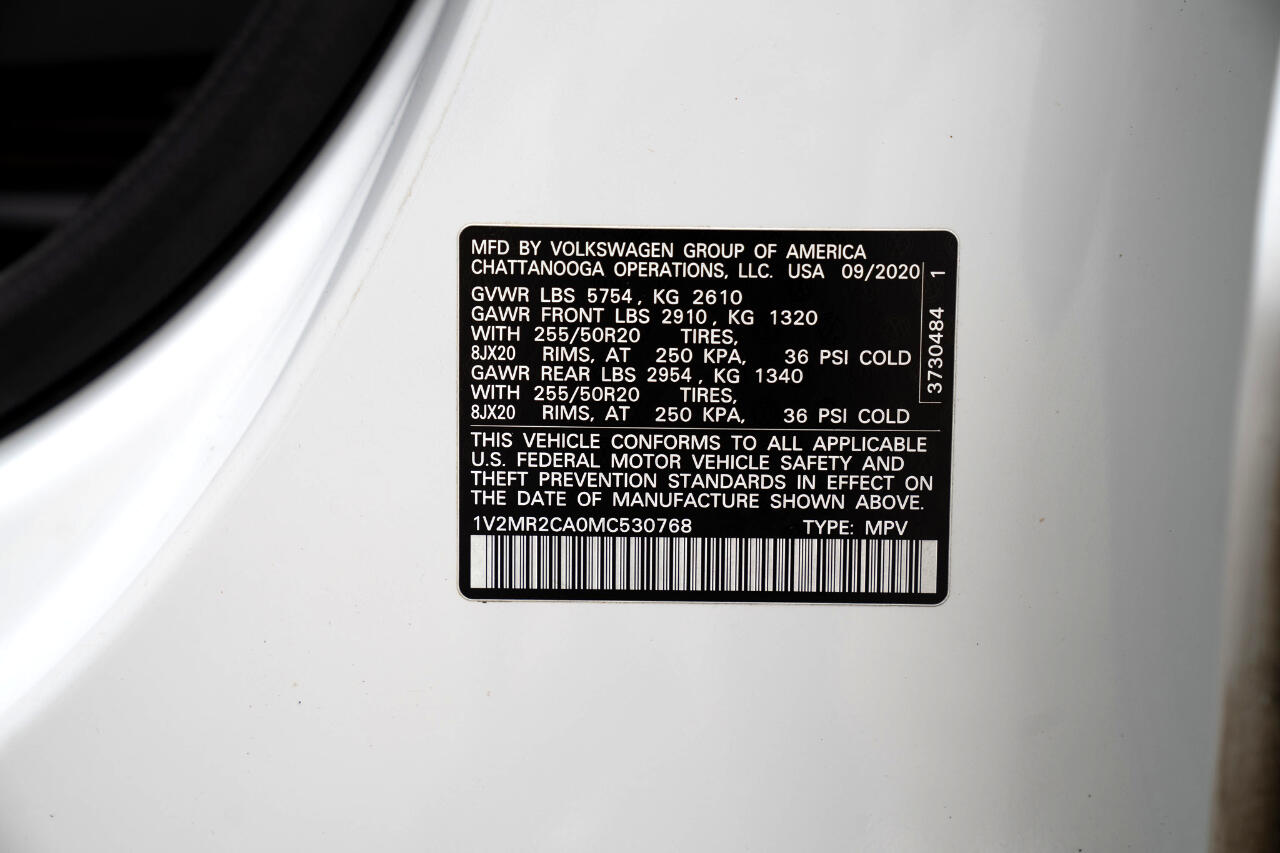 MFD BY VOLKSWAGEN GROUP OF AMERICA
CHATTANOOGA OPERATIONS, LLC. USA 09/2020
GVWR LBS 5754, KG 2610
GAWR FRONT LBS 2910, KG 1320
WITH 255/50R20 TIRES,
8JX20 RIMS, AT 250 KPA, 36 PSI COLD
GAWR REAR LBS 2954, KG 1340
WITH 255/50R20 TIRES,
8JX20 RIMS, AT 250 KPA, 36 PSI COLD
3730484 1
THIS VEHICLE CONFORMS TO ALL APPLICABLE
U.S. FEDERAL MOTOR VEHICLE SAFETY AND
THEFT PREVENTION STANDARDS IN EFFECT ON
THE DATE OF MANUFACTURE SHOWN ABOVE.
1V2MR2CA0MC530768 TYPE: MPV